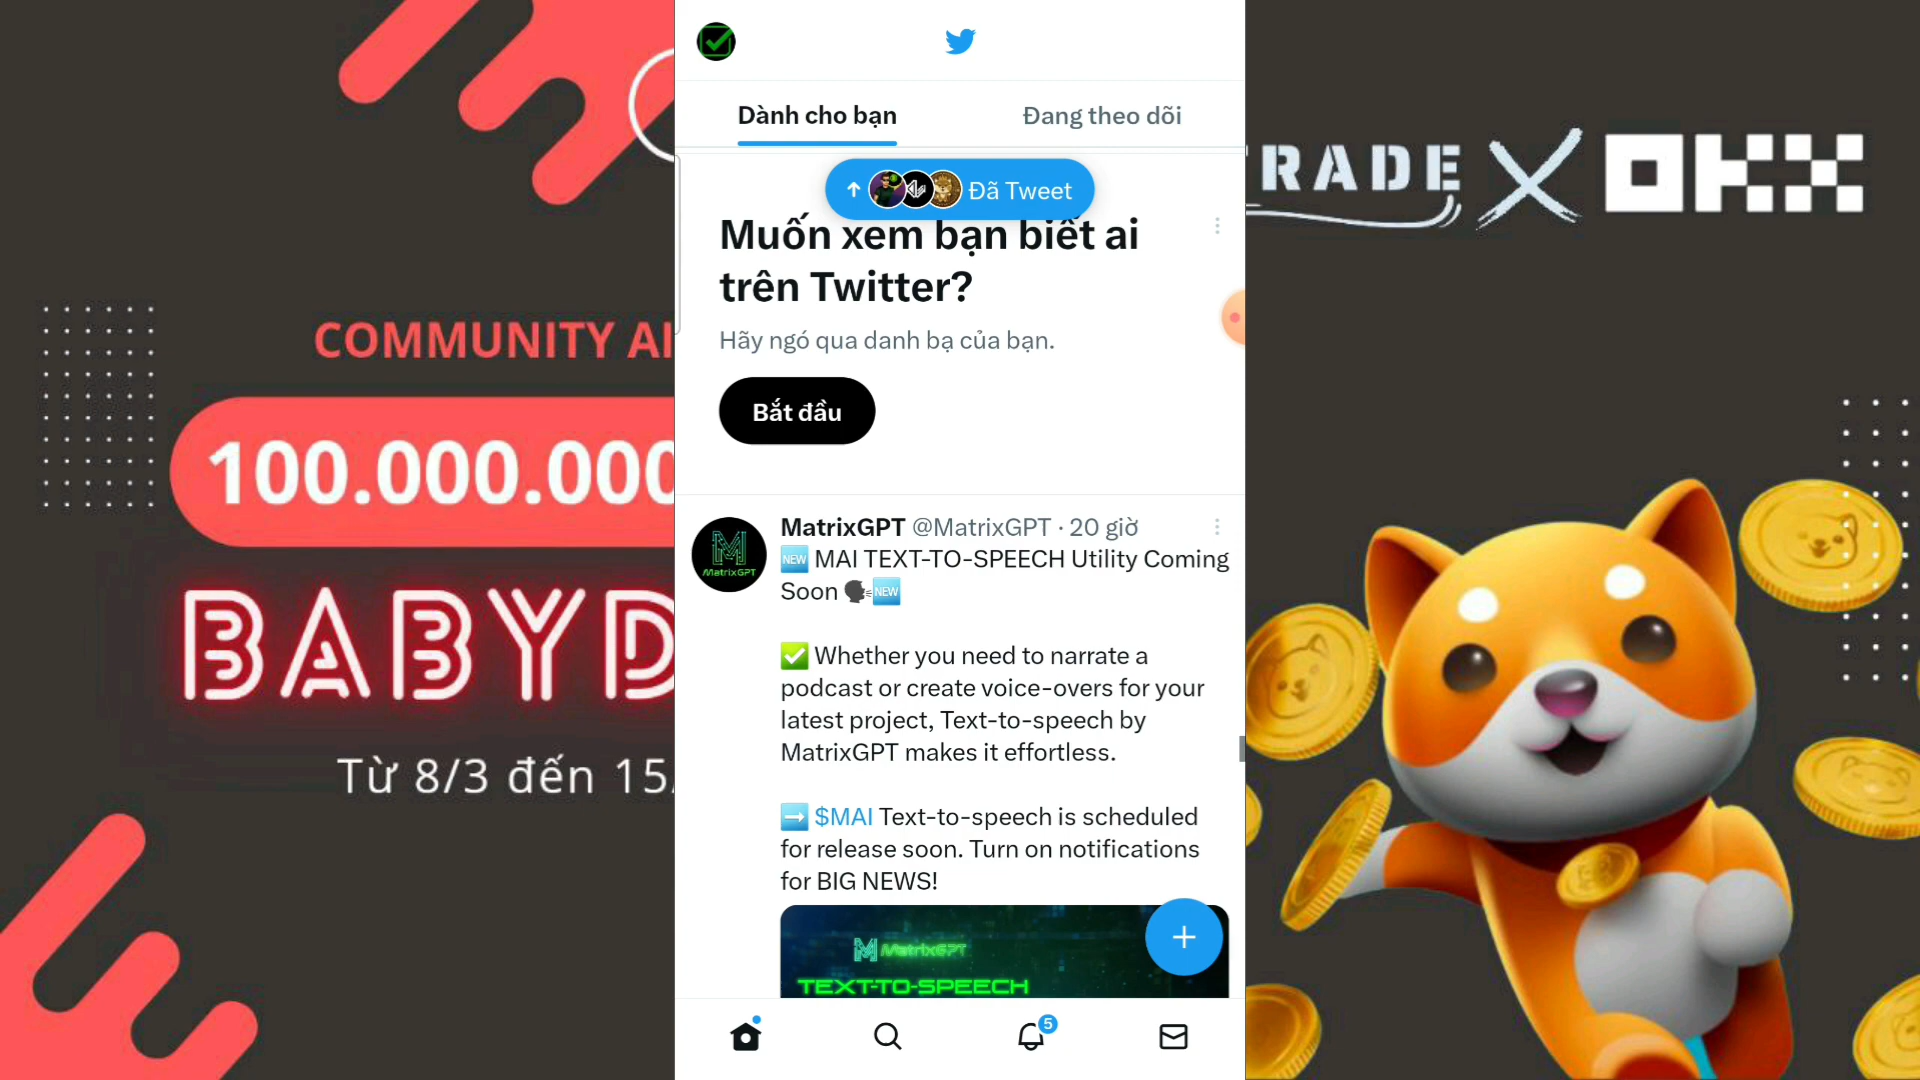 COMMUNITY AI
100.000.000
BABYD
Từ 8/3 đến 15
Dành cho bạn
Đang theo dõi
Đã Tweet
Muốn xem bạn biết ai
trên Twitter?
Hãy ngó qua danh bạ của bạn.
Bắt đầu
MatrixGPT @MatrixGPT · 20 giờ
🆕 MAI TEXT-TO-SPEECH Utility Coming
Soon 🗣🆕
✅ Whether you need to narrate a
podcast or create voice-overs for your
latest project, Text-to-speech by
MatrixGPT makes it effortless.
➡️ $MAI Text-to-speech is scheduled
for release soon. Turn on notifications
for BIG NEWS!
MatrixGPT
MatrixGPT
TEXT-TO-SPEECH
5
RADE
OKX